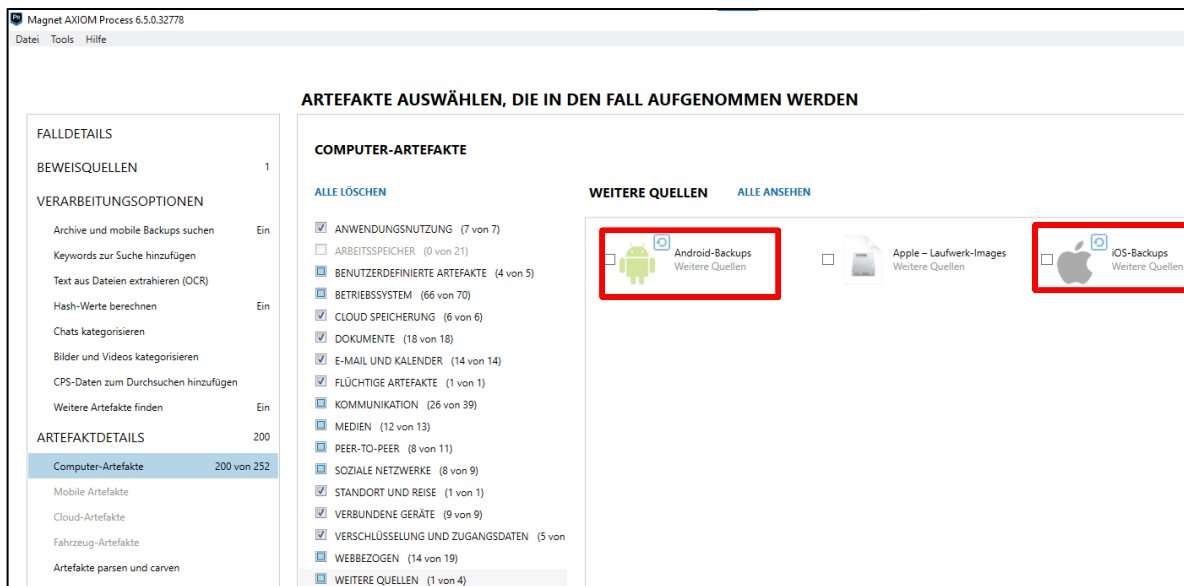 Magnet AXIOM Process 6.5.0.32778
Datei Tools Hilfe
ARTEFAKTE AUSWÄHLEN, DIE IN DEN FALL AUFGENOMMEN WERDEN
FALLDETAILS
BEWEISQUELLEN 1
VERARBEITUNGSOPTIONEN
Archive und mobile Backups suchen Ein
Keywords zur Suche hinzufügen
Text aus Dateien extrahieren (OCR)
Hash-Werte berechnen Ein
Chats kategorisieren
Bilder und Videos kategorisieren
CPS-Daten zum Durchsuchen hinzufügen
Weitere Artefakte finden Ein
ARTEFAKTDETAILS 200
Computer-Artefakte 200 von 252
Mobile Artefakte
Cloud-Artefakte
Fahrzeug-Artefakte
Artefakte parsen und carven
COMPUTER-ARTEFAKTE
ALLE LÖSCHEN
ANWENDUNGSNUTZUNG (7 von 7)
ARBEITSSPEICHER (0 von 21)
BENUTZERDEFINIERTE ARTEFAKTE (4 von 5)
BETRIEBSSYSTEM (66 von 70)
CLOUD SPEICHERUNG (6 von 6)
DOKUMENTE (18 von 18)
E-MAIL UND KALENDER (14 von 14)
FLÜCHTIGE ARTEFAKTE (1 von 1)
KOMMUNIKATION (26 von 39)
MEDIEN (12 von 13)
PEER-TO-PEER (8 von 11)
SOZIALE NETZWERKE (8 von 9)
STANDORT UND REISE (1 von 1)
VERBUNDENE GERÄTE (9 von 9)
VERSCHLÜSSELUNG UND ZUGANGSDATEN (5 von
WEBBEZOGEN (14 von 19)
WEITERE QUELLEN (1 von 4)
WEITERE QUELLEN ALLE ANSEHEN
Android-Backups
Weitere Quellen
Apple – Laufwerk-Images
Weitere Quellen
iOS-Backups
Weitere Quellen